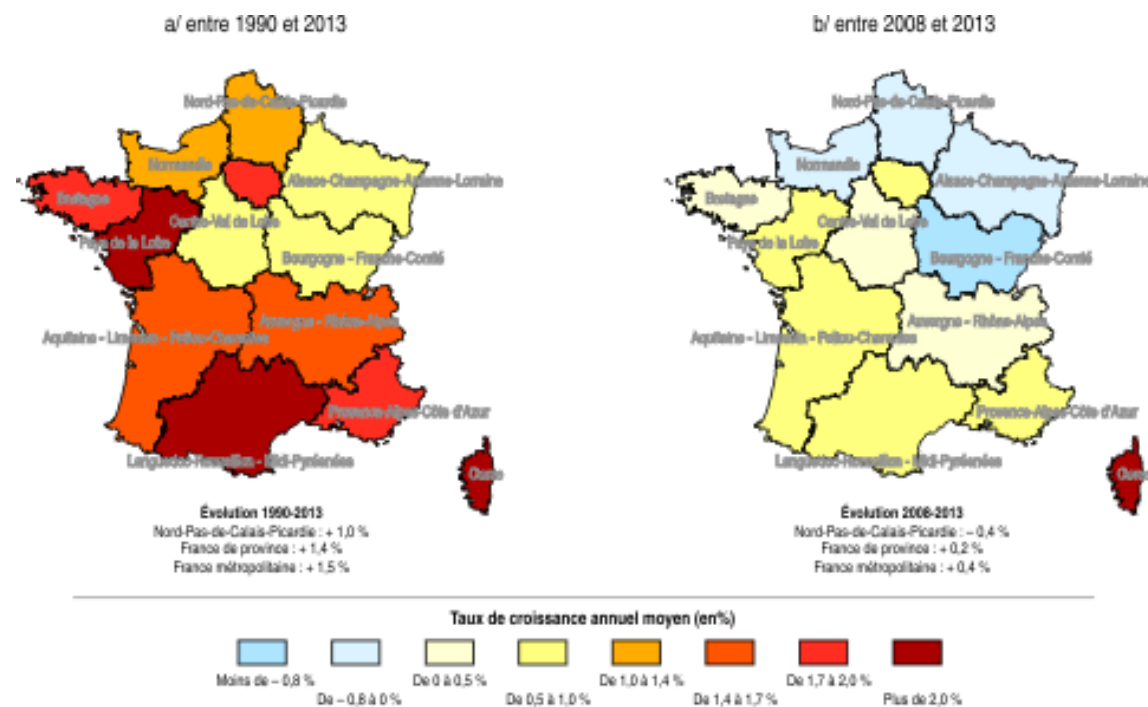 a/ entre 1990 et 2013
b/ entre 2008 et 2013
Nord-Pas-de-Calais-Picardie
Normandie
Alsace-Champagne-Ardenne-Lorraine
Bretagne
Centre-Val de Loire
Pays de la Loire
Bourgogne - Franche-Comté
Auvergne - Rhône-Alpes
Aquitaine - Limousin - Poitou-Charentes
Provence-Alpes-Côte d'Azur
Languedoc-Roussillon - Midi-Pyrénées
Corse
Nord-Pas-de-Calais-Picardie
Normandie
Alsace-Champagne-Ardenne-Lorraine
Bretagne
Centre-Val de Loire
Pays de la Loire
Bourgogne - Franche-Comté
Auvergne - Rhône-Alpes
Aquitaine - Limousin - Poitou-Charentes
Provence-Alpes-Côte d'Azur
Languedoc-Roussillon - Midi-Pyrénées
Corse
Évolution 1990-2013
Nord-Pas-de-Calais-Picardie : + 1,0 %
France de province : + 1,4 %
France métropolitaine : + 1,5 %
Évolution 2008-2013
Nord-Pas-de-Calais-Picardie : – 0,4 %
France de province : + 0,2 %
France métropolitaine : + 0,4 %
Taux de croissance annuel moyen (en%)
Moins de – 0,8 %
De – 0,8 à 0 %
De 0 à 0,5 %
De 0,5 à 1,0 %
De 1,0 à 1,4 %
De 1,4 à 1,7 %
De 1,7 à 2,0 %
Plus de 2,0 %